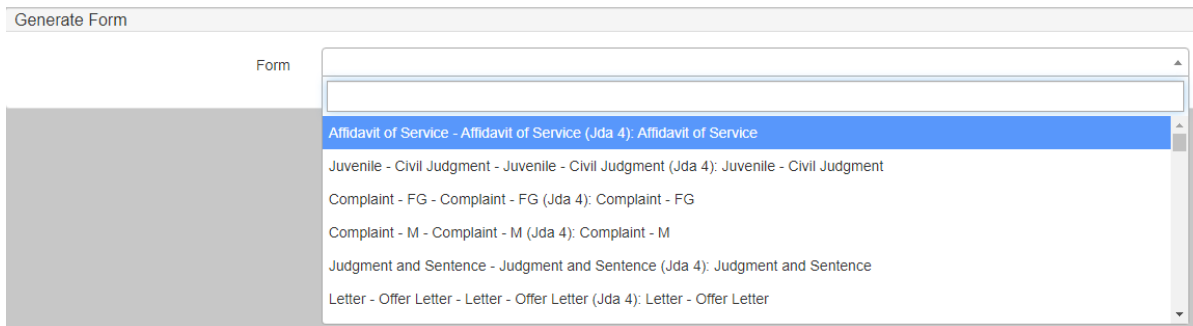 Generate Form
Form
Affidavit of Service - Affidavit of Service (Jda 4): Affidavit of Service
Juvenile - Civil Judgment - Juvenile - Civil Judgment (Jda 4): Juvenile - Civil Judgment
Complaint - FG - Complaint - FG (Jda 4): Complaint - FG
Complaint - M - Complaint - M (Jda 4): Complaint - M
Judgment and Sentence - Judgment and Sentence (Jda 4): Judgment and Sentence
Letter - Offer Letter - Letter - Offer Letter (Jda 4): Letter - Offer Letter